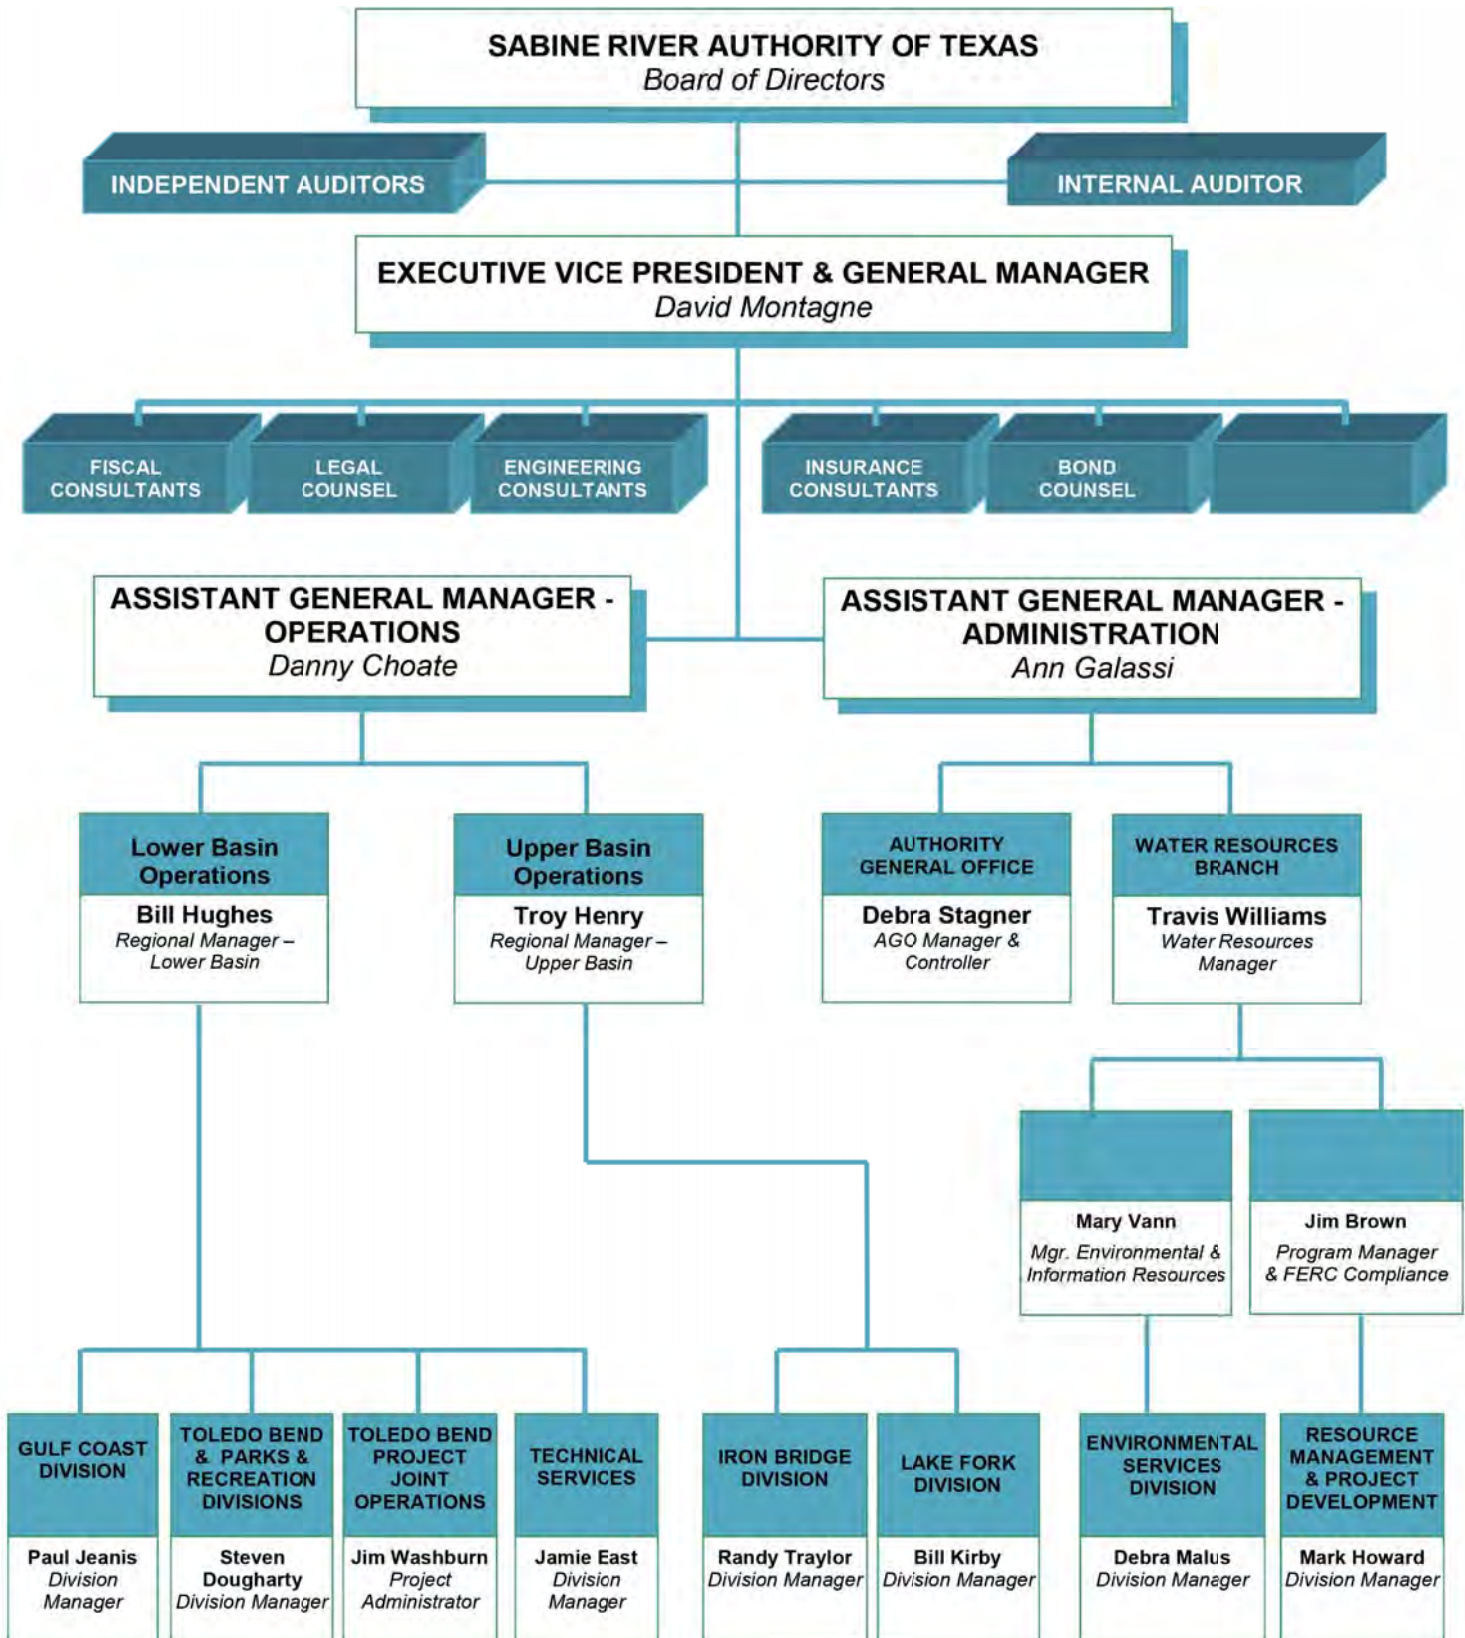 SABINE RIVER AUTHORITY OF TEXAS
Board of Directors
INDEPENDENT AUDITORS
INTERNAL AUDITOR
EXECUTIVE VICE PRESIDENT & GENERAL MANAGER
David Montagne
FISCAL
CONSULTANTS
LEGAL
COUNSEL
ENGINEERING
CONSULTANTS
INSURANCE
CONSULTANTS
BOND
COUNSEL
ASSISTANT GENERAL MANAGER -
OPERATIONS
Danny Choate
ASSISTANT GENERAL MANAGER -
ADMINISTRATION
Ann Galassi
Lower Basin
Operations
Bill Hughes
Regional Manager –
Lower Basin
Upper Basin
Operations
Troy Henry
Regional Manager –
Upper Basin
AUTHORITY
GENERAL OFFICE
Debra Stagner
AGO Manager &
Controller
WATER RESOURCES
BRANCH
Travis Williams
Water Resources
Manager
Mary Vann
Mgr. Environmental &
Information Resources
Jim Brown
Program Manager
& FERC Compliance
GULF COAST
DIVISION
Paul Jeanis
Division
Manager
TOLEDO BEND
& PARKS &
RECREATION
DIVISIONS
Steven
Dougharty
Division Manager
TOLEDO BEND
PROJECT
JOINT
OPERATIONS
Jim Washburn
Project
Administrator
TECHNICAL
SERVICES
Jamie East
Division
Manager
IRON BRIDGE
DIVISION
Randy Traylor
Division Manager
LAKE FORK
DIVISION
Bill Kirby
Division Manager
ENVIRONMENTAL
SERVICES
DIVISION
Debra Malus
Division Manager
RESOURCE
MANAGEMENT
& PROJECT
DEVELOPMENT
Mark Howard
Division Manager